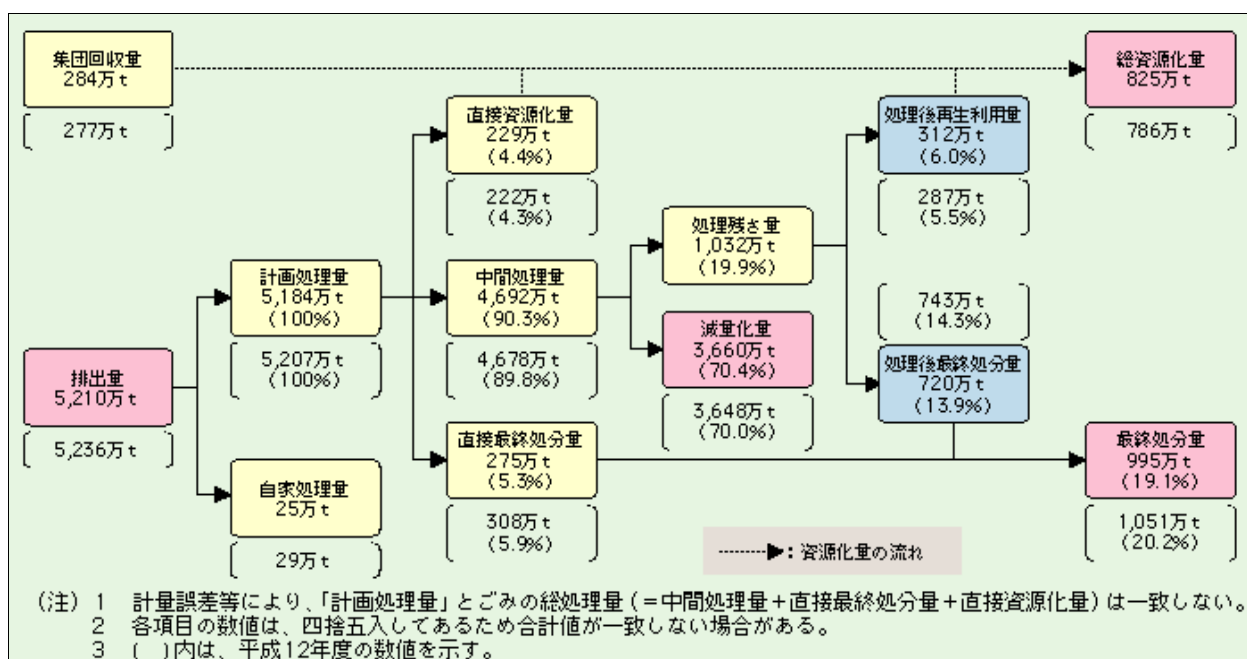 集団回収量
284万t
277万t
総資源化量
825万t
786万t
直接資源化量
229万t
(4.4%)
222万t
(4.3%)
処理後再生利用量
312万t
(6.0%)
287万t
(5.5%)
処理残さ量
1,032万t
(19.9%)
計画処理量
5,184万t
(100%)
5,207万t
(100%)
中間処理量
4,692万t
(90.3%)
4,678万t
(89.8%)
減量化量
3,660万t
(70.4%)
3,648万t
(70.0%)
743万t
(14.3%)
処理後最終処分量
720万t
(13.9%)
排出量
5,210万t
5,236万t
直接最終処分量
275万t
(5.3%)
308万t
(5.9%)
最終処分量
995万t
(19.1%)
1,051万t
(20.2%)
自家処理量
25万t
29万t
:資源化量の流れ
(注) 1 計量誤差等により、「計画処理量」とごみの総処理量(=中間処理量+直接最終処分量+直接資源化量)は一致しない。
2 各項目の数値は、四捨五入してあるため合計値が一致しない場合がある。
3 ( )内は、平成12年度の数値を示す。